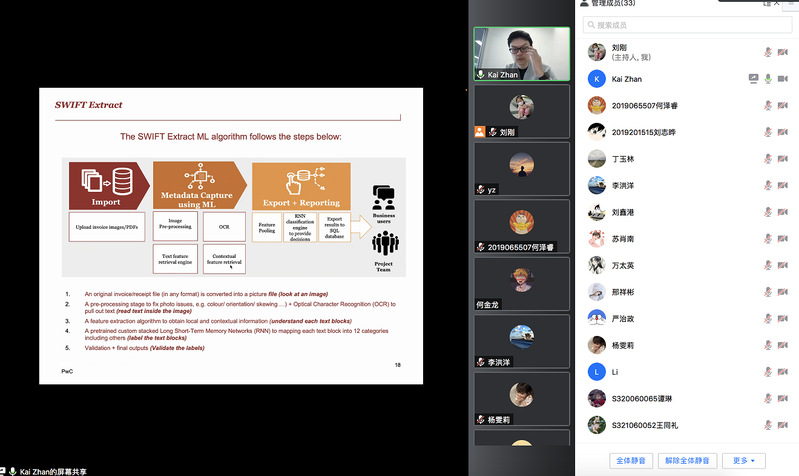 SWIFT Extract
The SWIFT Extract ML algorithm follows the steps below:
Import
Metadata Capture
using ML
Export + Reporting
Upload invoice images/PDFs
Image
Pre-processing
OCR
Text feature
retrieval engine
Contextual
feature retrieval
Feature
Pooling
RNN
classification
engine
to provide
decisions
Export
results to
SQL
database
Business
users
Project
Team
1. An original invoice/receipt file (in any format) is converted into a picture file (look at an image)
2. A pre-processing stage to fix photo issues, e.g. colour/ orientation/ skewing …) + Optical Character Recognition (OCR) to
pull out text (read text inside the image)
3. A feature extraction algorithm to obtain local and contextual information (understand each text blocks)
4. A pretrained custom stacked Long Short-Term Memory Networks (RNN) to mapping each text block into 12 categories
including others (label the text blocks)
5. Validation + final outputs (Validate the labels)
PwC
18
Kai Zhan的屏幕共享
Kai Zhan
刘刚
yz
2019065507何泽睿
何金龙
李洪洋
杨雯莉
管理成员(33)
搜索成员
刘刚
(主持人, 我)
Kai Zhan
2019065507何泽睿
2019201515刘志晔
丁玉林
李洪洋
刘鑫港
苏肖南
万太英
邢祥彬
严治政
杨雯莉
L
Li
S320060065谭琳
S321060052王同礼
全体静音
解除全体静音
更多